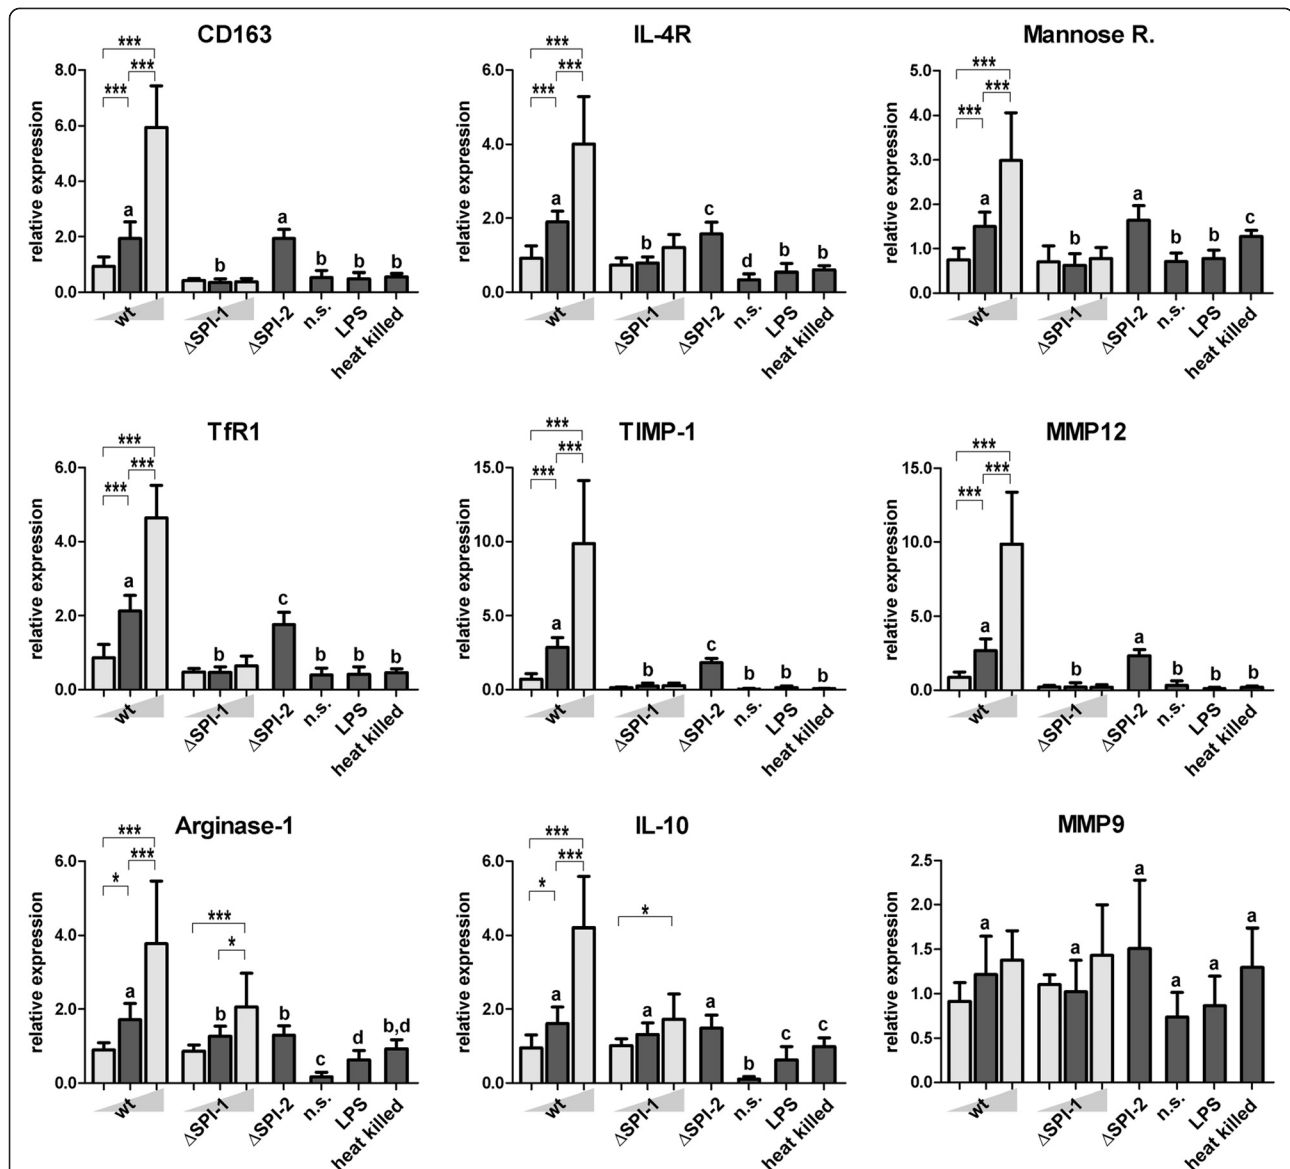 CD163
***
***
***
relative expression
8.0
6.0
4.0
2.0
0.0
a
b
a
b
b
b
wt
ΔSPI-1
ΔSPI-2
n.s.
LPS
heat killed
IL-4R
***
***
***
relative expression
6.0
4.0
2.0
0.0
a
b
c
d
b
b
wt
ΔSPI-1
ΔSPI-2
n.s.
LPS
heat killed
Mannose R.
***
***
***
relative expression
5.0
4.0
3.0
2.0
1.0
0.0
a
b
a
b
b
c
wt
ΔSPI-1
ΔSPI-2
n.s.
LPS
heat killed
TfR1
***
***
***
relative expression
6.0
4.0
2.0
0.0
a
b
c
b
b
b
wt
ΔSPI-1
ΔSPI-2
n.s.
LPS
heat killed
TIMP-1
***
***
***
relative expression
15.0
10.0
5.0
0.0
a
b
c
b
b
b
wt
ΔSPI-1
ΔSPI-2
n.s.
LPS
heat killed
MMP12
***
***
***
relative expression
15.0
10.0
5.0
0.0
a
b
a
b
b
b
wt
ΔSPI-1
ΔSPI-2
n.s.
LPS
heat killed
Arginase-1
***
***
*
***
*
relative expression
6.0
4.0
2.0
0.0
a
b
b
c
d
b,d
wt
ΔSPI-1
ΔSPI-2
n.s.
LPS
heat killed
IL-10
***
***
*
*
relative expression
6.0
4.0
2.0
0.0
a
a
a
b
c
c
wt
ΔSPI-1
ΔSPI-2
n.s.
LPS
heat killed
MMP9
relative expression
2.5
2.0
1.5
1.0
0.5
0.0
a
a
a
a
a
a
wt
ΔSPI-1
ΔSPI-2
n.s.
LPS
heat killed